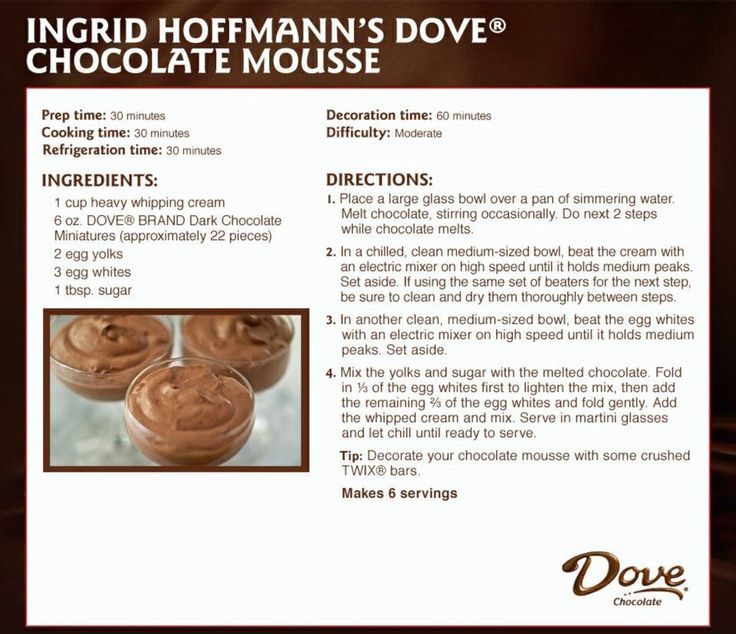 INGRID HOFFMANN'S DOVE®
CHOCOLATE MOUSSE
Prep time: 30 minutes
Cooking time: 30 minutes
Refrigeration time: 30 minutes
Decoration time: 60 minutes
Difficulty: Moderate
INGREDIENTS:
1 cup heavy whipping cream
6 oz. DOVE® BRAND Dark Chocolate
Miniatures (approximately 22 pieces)
2 egg yolks
3 egg whites
1 tbsp. sugar
DIRECTIONS:
1. Place a large glass bowl over a pan of simmering water.
Melt chocolate, stirring occasionally. Do next 2 steps
while chocolate melts.
2. In a chilled, clean medium-sized bowl, beat the cream with
an electric mixer on high speed until it holds medium peaks.
Set aside. If using the same set of beaters for the next step,
be sure to clean and dry them thoroughly between steps.
3. In another clean, medium-sized bowl, beat the egg whites
with an electric mixer on high speed until it holds medium
peaks. Set aside.
4. Mix the yolks and sugar with the melted chocolate. Fold
in ⅓ of the egg whites first to lighten the mix, then add
the remaining ⅔ of the egg whites and fold gently. Add
the whipped cream and mix. Serve in martini glasses
and let chill until ready to serve.
Tip: Decorate your chocolate mousse with some crushed
TWIX® bars.
Makes 6 servings
Dove®
Chocolate